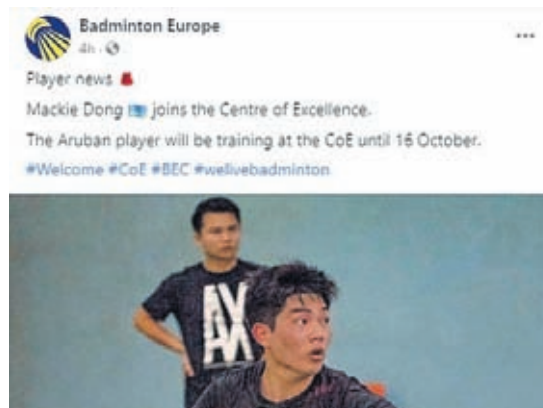 Badminton Europe
4h
Player news
Mackie Dong joins the Centre of Excellence.
The Aruban player will be training at the CoE until 16 October.
#Welcome #CoE #BEC #welivebadminton